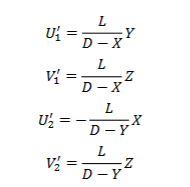 U₁′ = L/(D − X) Y
V₁′ = L/(D − X) Z
U₂′ = − L/(D − Y) X
V₂′ = L/(D − Y) Z